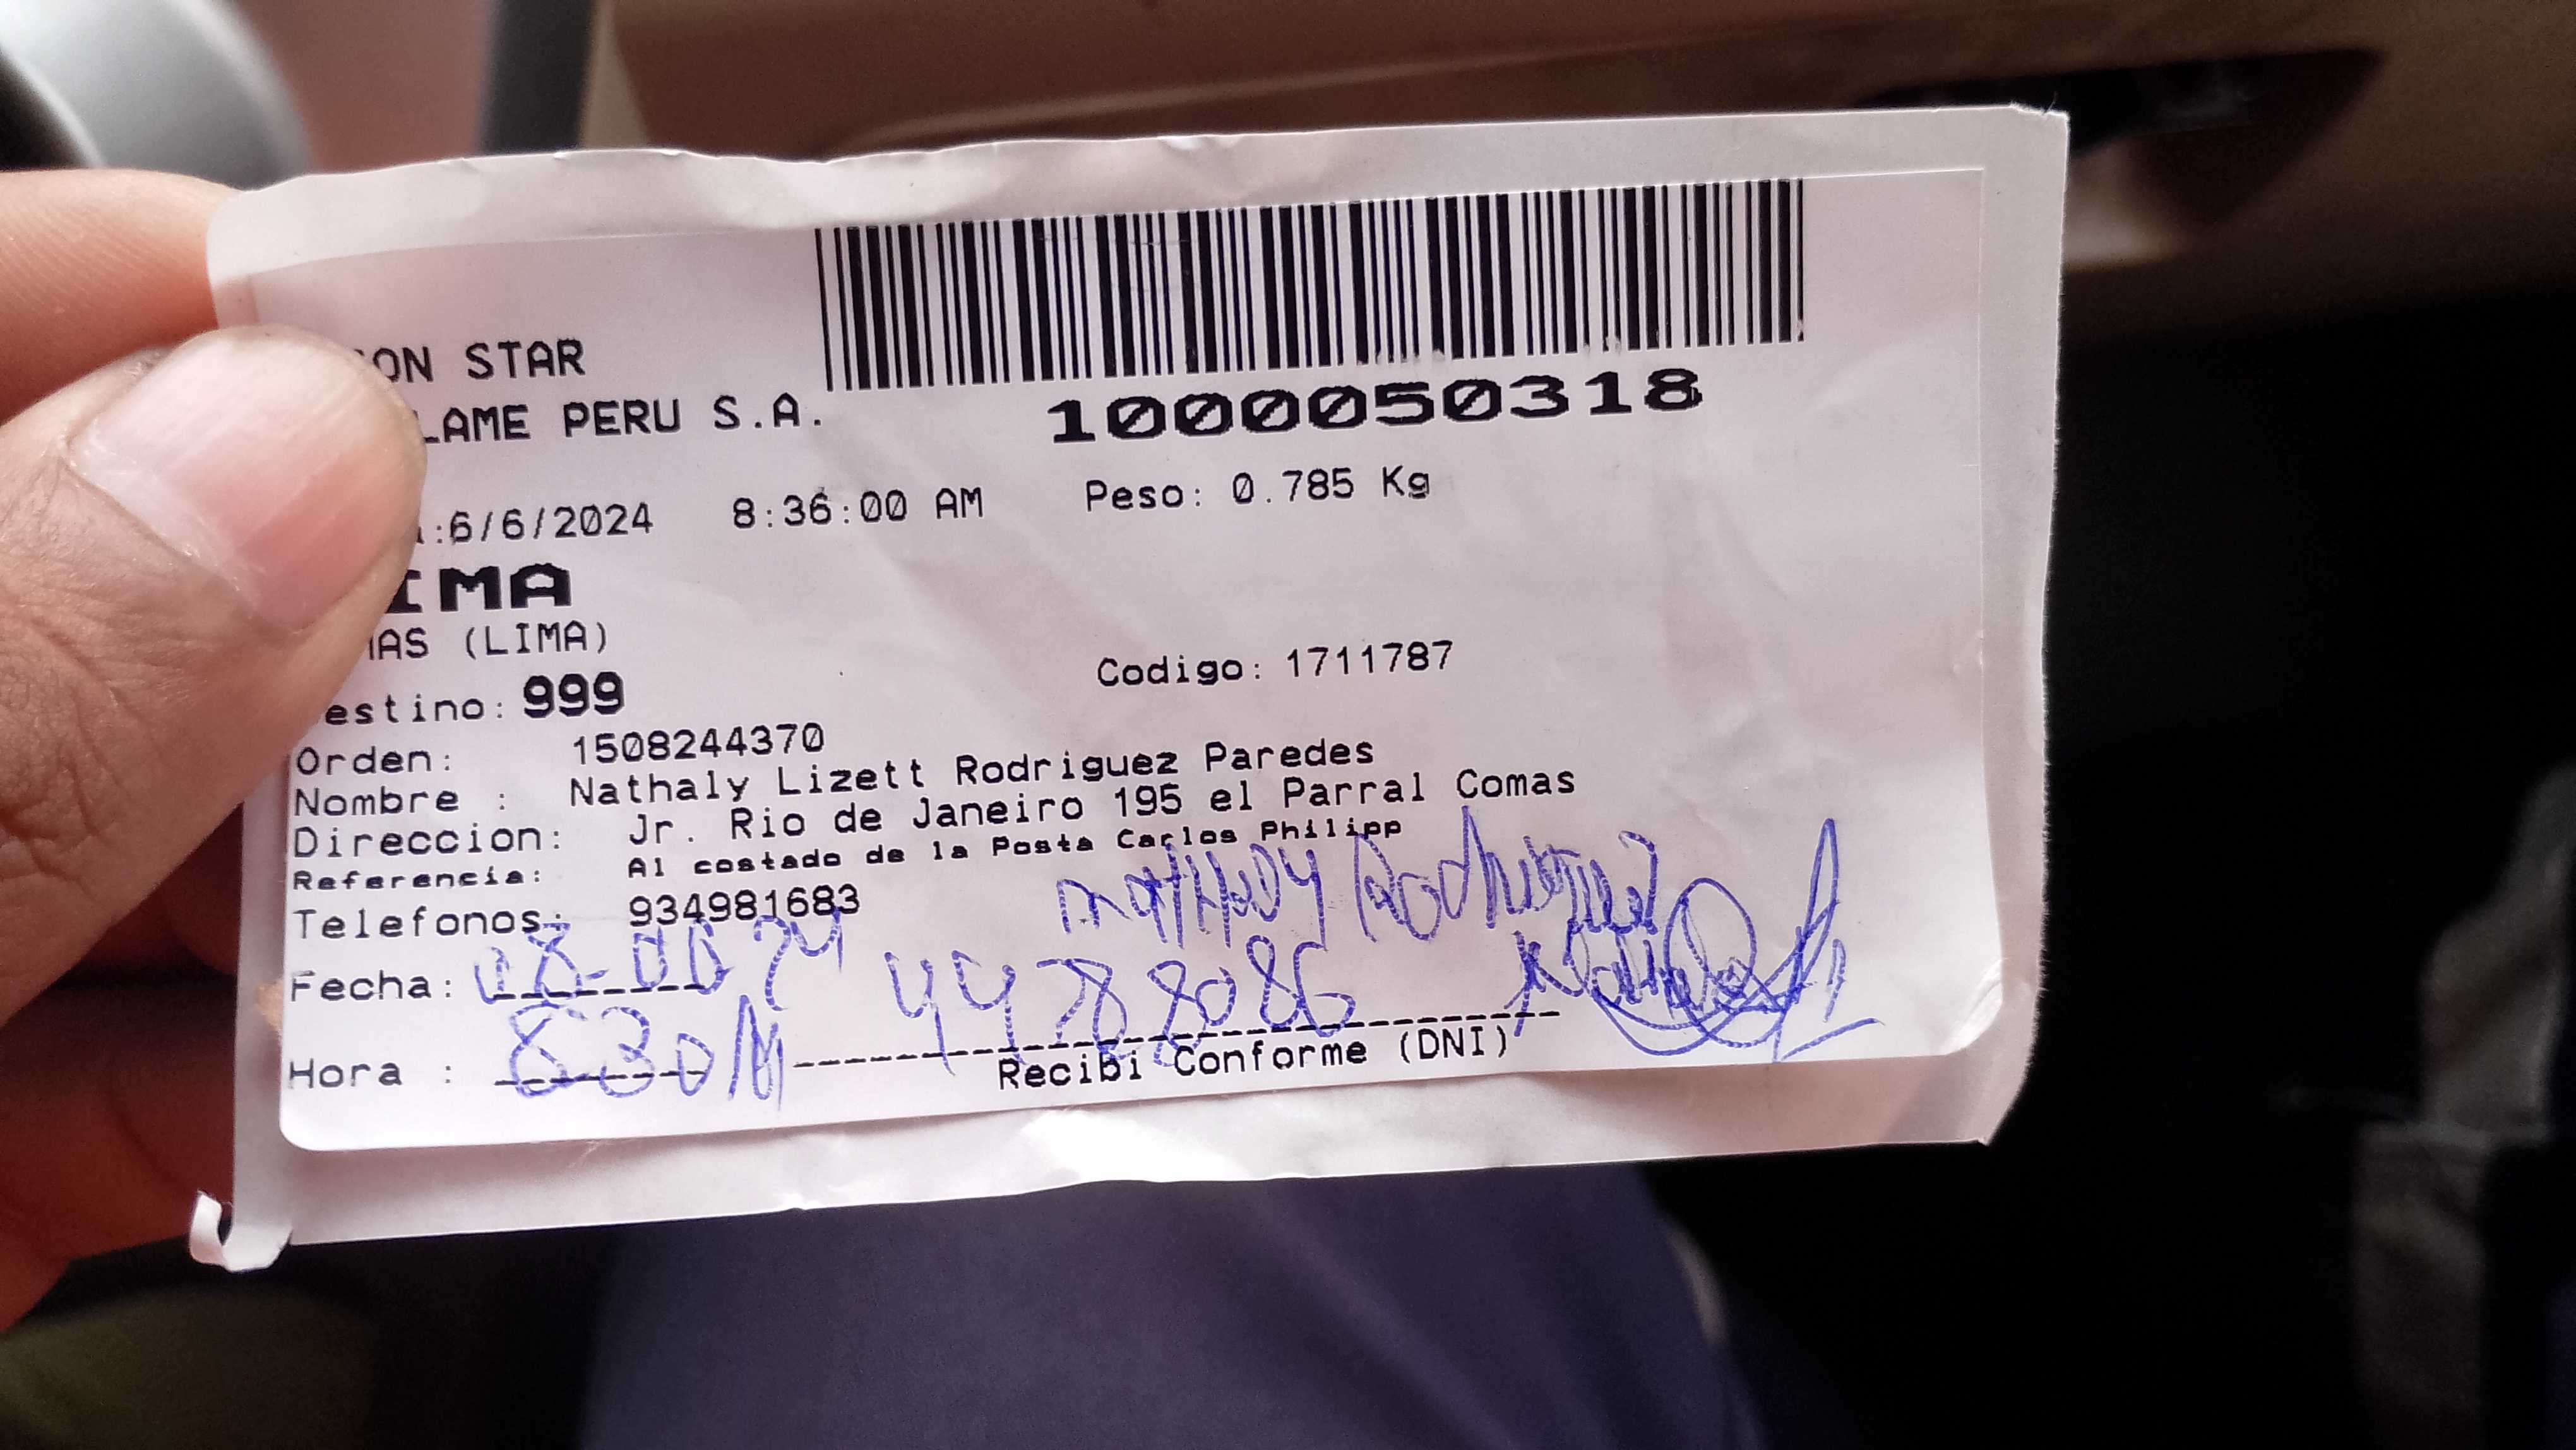 ON STAR
LAME PERU S.A.
1000050318
:6/6/2024 8:36:00 AM Peso: 0.785 Kg
IMA
MAS (LIMA)
Codigo: 1711787
estino: 999
Orden: 1508244370
Nombre : Nathaly Lizett Rodriguez Paredes
Direccion: Jr. Rio de Janeiro 195 el Parral Comas
Referencia: Al costado de la Posta Carlos Philipp
Telefonos: 934981683
Fecha:
Hora : 830
Recibi Conforme (DNI)